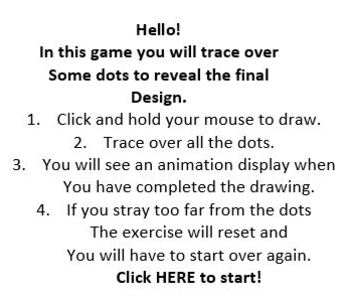 Hello!
In this game you will trace over
Some dots to reveal the final
Design.
1. Click and hold your mouse to draw.
2. Trace over all the dots.
3. You will see an animation display when
You have completed the drawing.
4. If you stray too far from the dots
The exercise will reset and
You will have to start over again.
Click HERE to start!